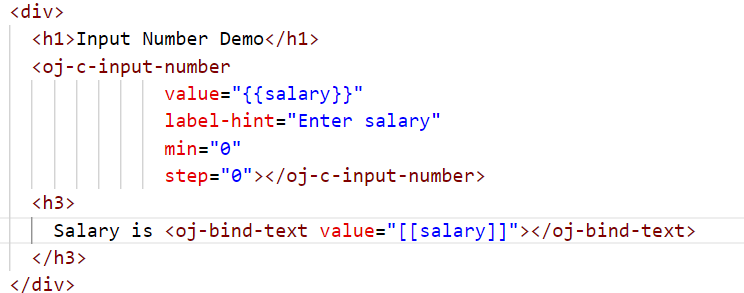 <div>
<h1>Input Number Demo</h1>
<oj-c-input-number
value="{{salary}}"
label-hint="Enter salary"
min="0"
step="0"></oj-c-input-number>
<h3>
Salary is <oj-bind-text value="[[salary]]"></oj-bind-text>
</h3>
</div>